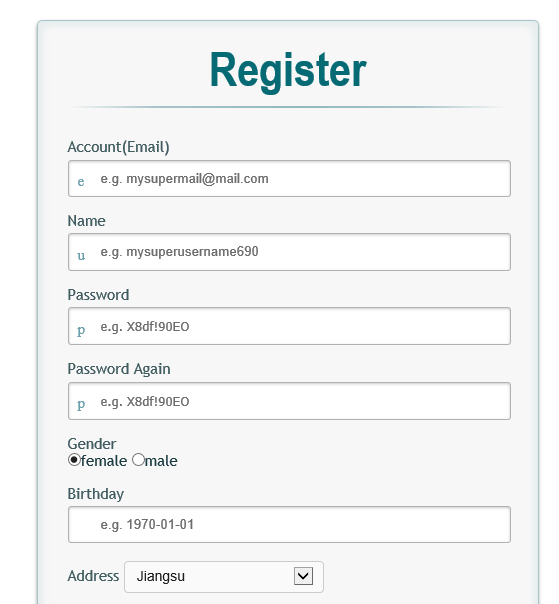 Register
Account(Email)
e e.g. mysupermail@mail.com
Name
u e.g. mysuperusername690
Password
p e.g. X8df!90EO
Password Again
p e.g. X8df!90EO
Gender
female male
Birthday
e.g. 1970-01-01
Address Jiangsu